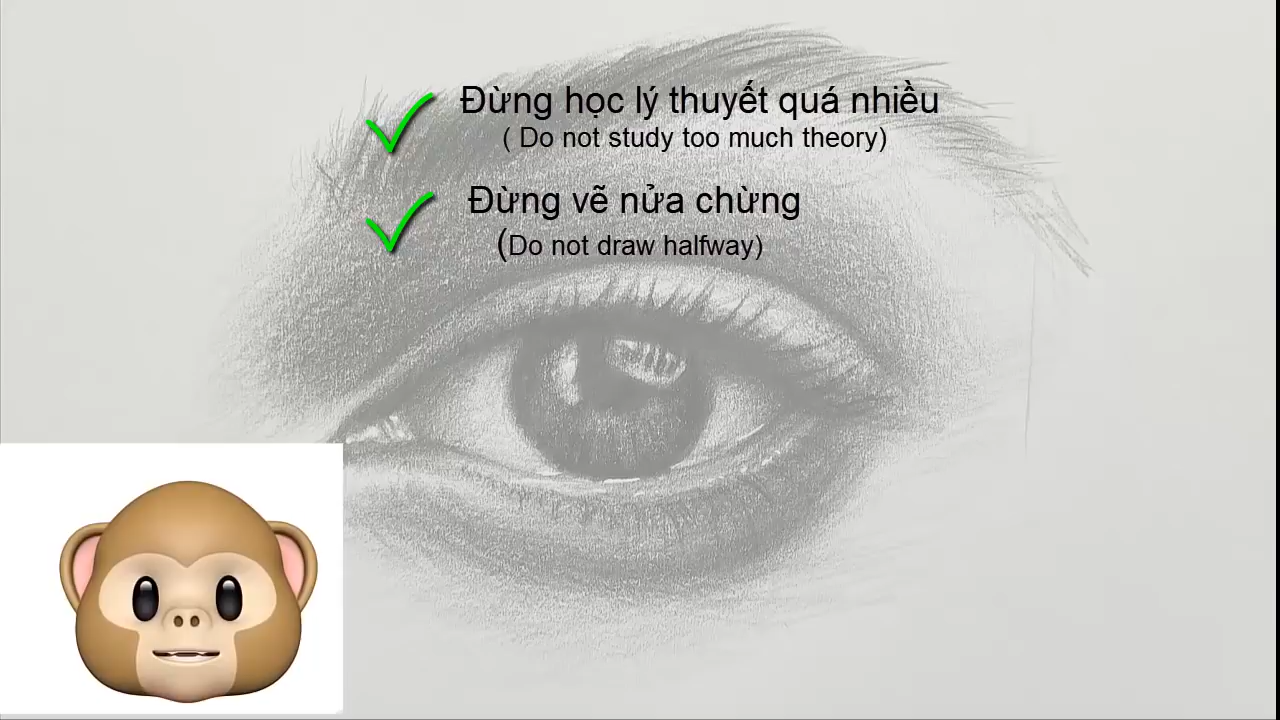 Đừng học lý thuyết quá nhiều
( Do not study too much theory)
Đừng vẽ nửa chừng
(Do not draw halfway)